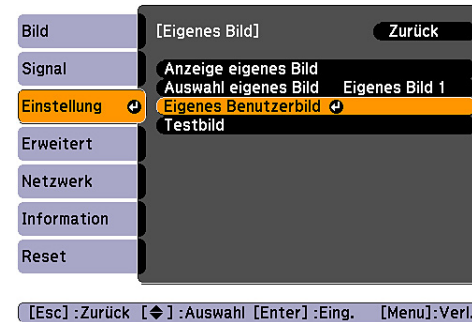 Bild
Signal
Einstellung
Erweitert
Netzwerk
Information
Reset
[Eigenes Bild] Zurück
Anzeige eigenes Bild
Auswahl eigenes Bild Eigenes Bild 1
Eigenes Benutzerbild
Testbild
[Esc] :Zurück [◆] :Auswahl [Enter] :Eing. [Menu] :Verl.